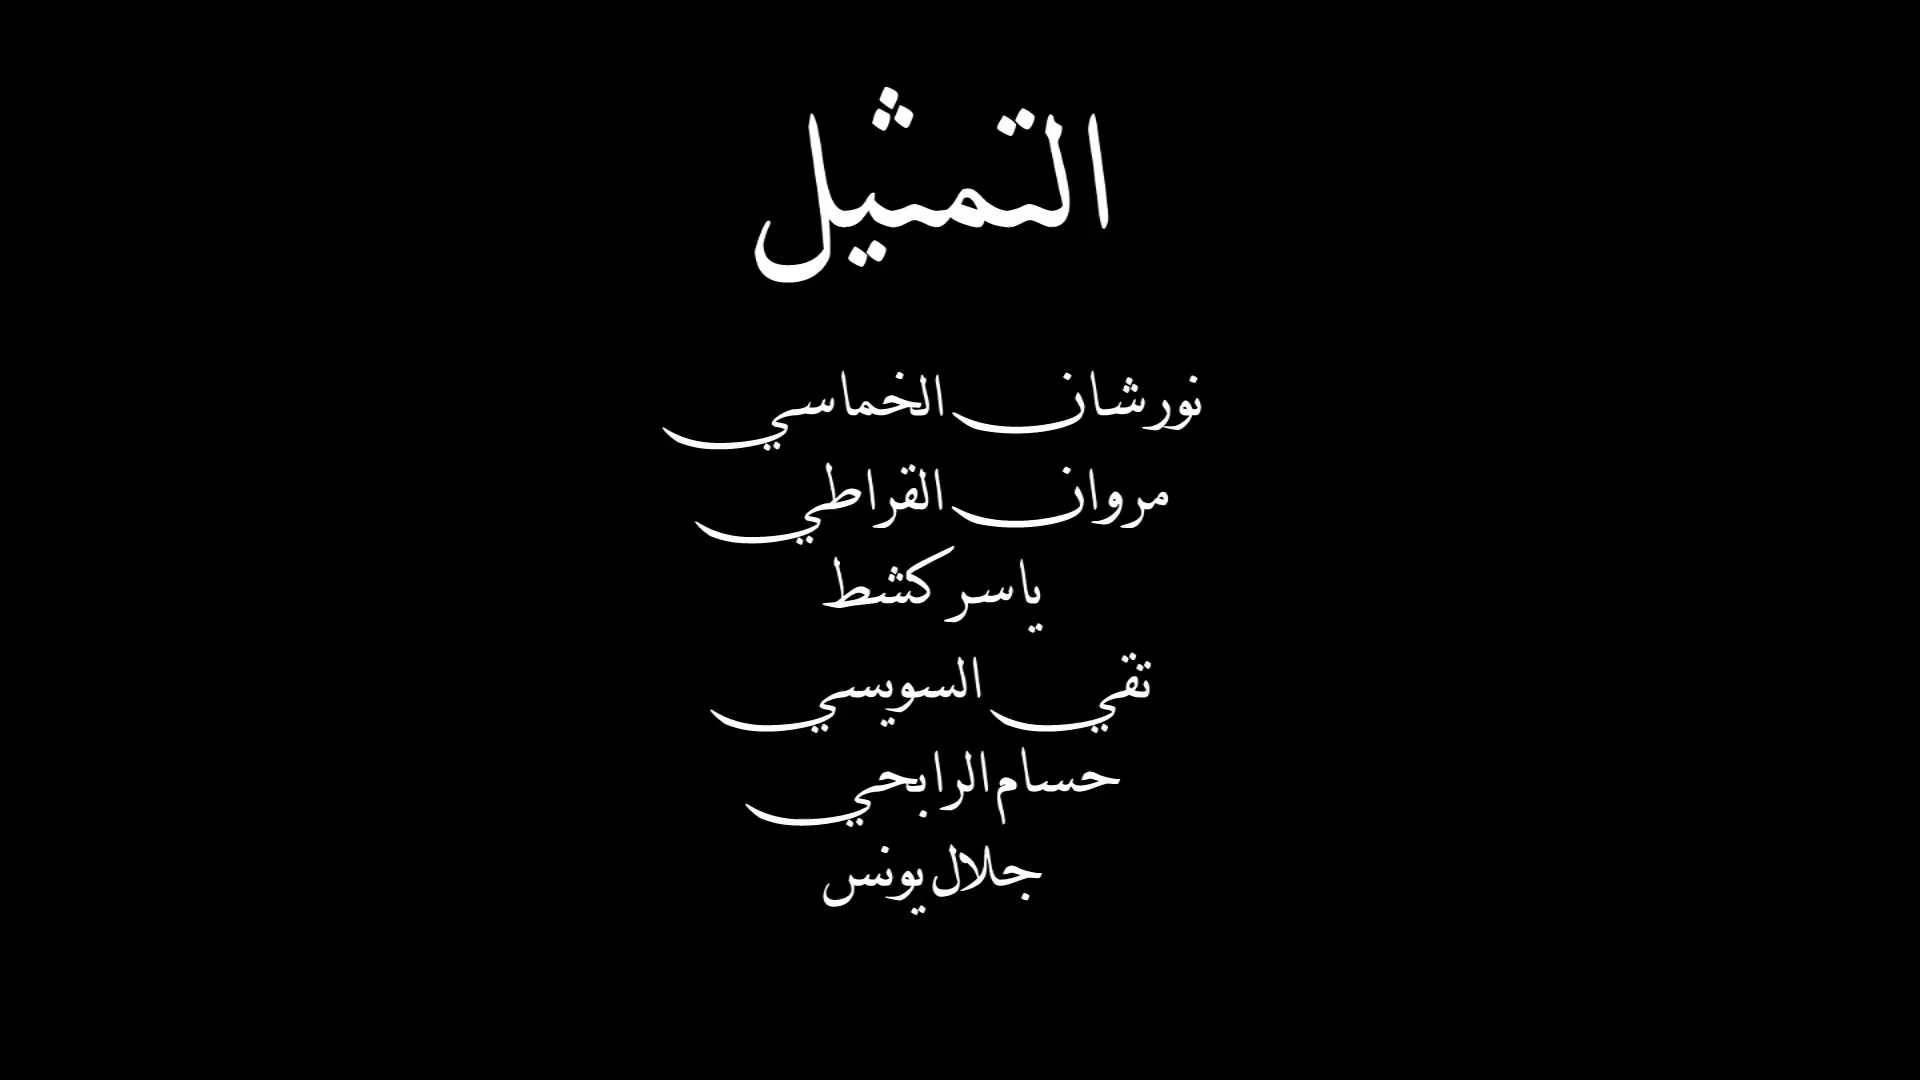 التمثيل
نورشان الخماسي
مروان القراطي
ياسر كشط
تقي السويسي
حسام الرابحي
جلال يونس